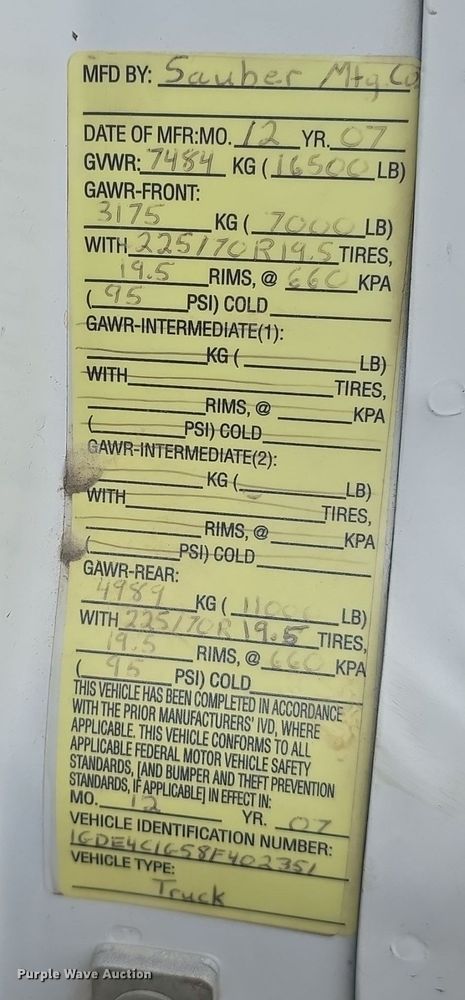 MFD BY: Sauber Mfg Co
DATE OF MFR:MO. 12 YR. 07
GVWR: 7484 KG ( 16500 LB)
GAWR-FRONT:
3175 KG ( 7000 LB)
WITH 225/70R19.5 TIRES,
19.5 RIMS, @ 660 KPA
( 95 PSI) COLD
GAWR-INTERMEDIATE(1):
KG ( LB)
WITH TIRES,
RIMS, @ KPA
( PSI) COLD
GAWR-INTERMEDIATE(2):
KG ( LB)
WITH TIRES,
RIMS, @ KPA
( PSI) COLD
GAWR-REAR:
4989 KG ( 11000 LB)
WITH 225/70R 19.5 TIRES,
19.5 RIMS, @ 660 KPA
( 95 PSI) COLD
THIS VEHICLE HAS BEEN COMPLETED IN ACCORDANCE
WITH THE PRIOR MANUFACTURERS' IVD, WHERE
APPLICABLE. THIS VEHICLE CONFORMS TO ALL
APPLICABLE FEDERAL MOTOR VEHICLE SAFETY
STANDARDS, [AND BUMPER AND THEFT PREVENTION
STANDARDS, IF APPLICABLE] IN EFFECT IN:
MO. 12 YR. 07
VEHICLE IDENTIFICATION NUMBER:
1GDE4C1G58F402351
VEHICLE TYPE:
Truck
Purple Wave Auction